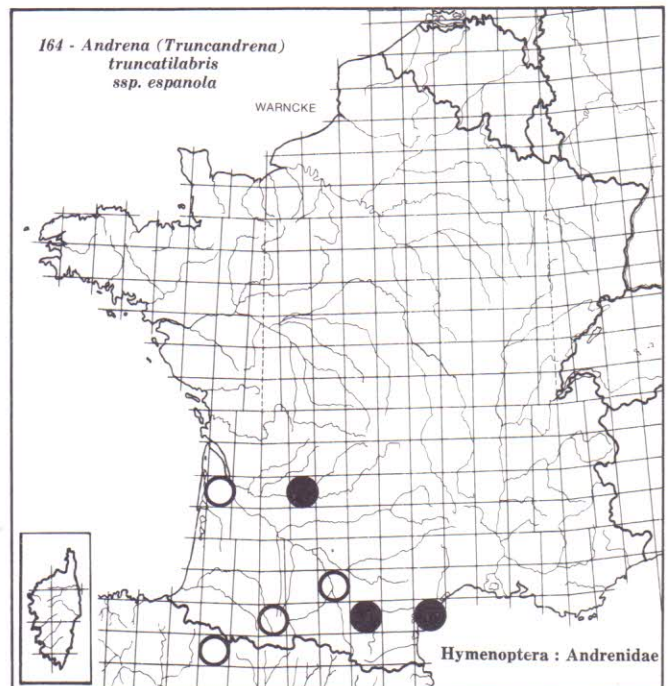 164 - Andrena (Truncandrena)
truncatilabris
ssp. espanola
WARNCKE
Hymenoptera : Andrenidae